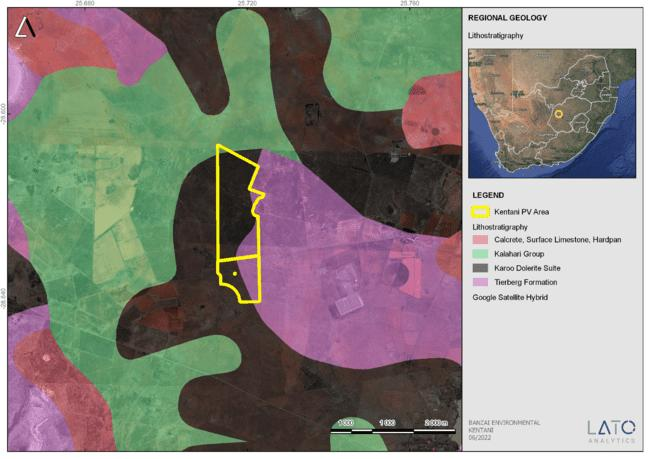 25.680
25.720
25.760
-28.600
-28.640
1 000 1 000 2 000 m
REGIONAL GEOLOGY
Lithostratigraphy
LEGEND
Kentani PV Area
Lithostratigraphy
Calcrete, Surface Limestone, Hardpan
Kalahari Group
Karoo Dolerite Suite
Tierberg Formation
Google Satellite Hybrid
BANZAI ENVIRONMENTAL
KENTANI
06/2022
LATO
ANALYTICS